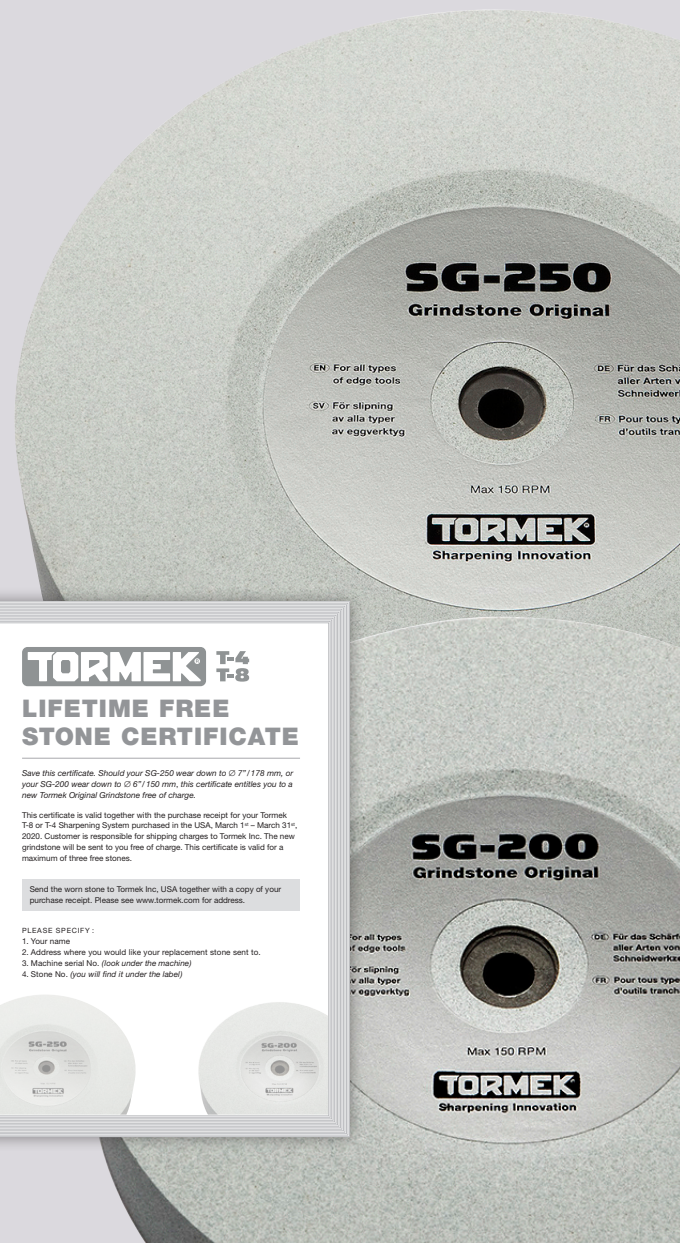 SG-250
Grindstone Original
EN For all types
of edge tools
SV För slipning
av alla typer
av eggverktyg
DE Für das
aller Arten
FR Pour tous
d'outils
Max 150 RPM
TORMEK®
Sharpening Innovation
TORMEK® T-4
T-8
LIFETIME FREE
STONE CERTIFICATE
Save this certificate. Should your SG-250 wear down to ∅ 7"/178 mm, or
your SG-200 wear down to ∅ 6"/150 mm, this certificate entitles you to a
new Tormek Original Grindstone free of charge.
This certificate is valid together with the purchase receipt for your Tormek
T-8 or T-4 Sharpening System purchased in the USA, March 1st – March 31st,
2020. Customer is responsible for shipping charges to Tormek Inc. The new
grindstone will be sent to you free of charge. This certificate is valid for a
maximum of three free stones.
Send the worn stone to Tormek Inc, USA together with a copy of your
purchase receipt. Please see www.tormek.com for address.
PLEASE SPECIFY:
1. Your name
2. Address where you would like your replacement stone sent to.
3. Machine serial No. (look under the machine)
4. Stone No. (you will find it under the label)
SG-250
Grindstone Original
TORMEK
SG-200
Grindstone Original
TORMEK
SG-200
Grindstone Original
or all types
f edge tools
ör slipning
v alla typer
v eggverktyg
DE Für das
aller Arten von
FR Pour tous
d'outils
Max 150 RPM
TORMEK®
Sharpening Innovation